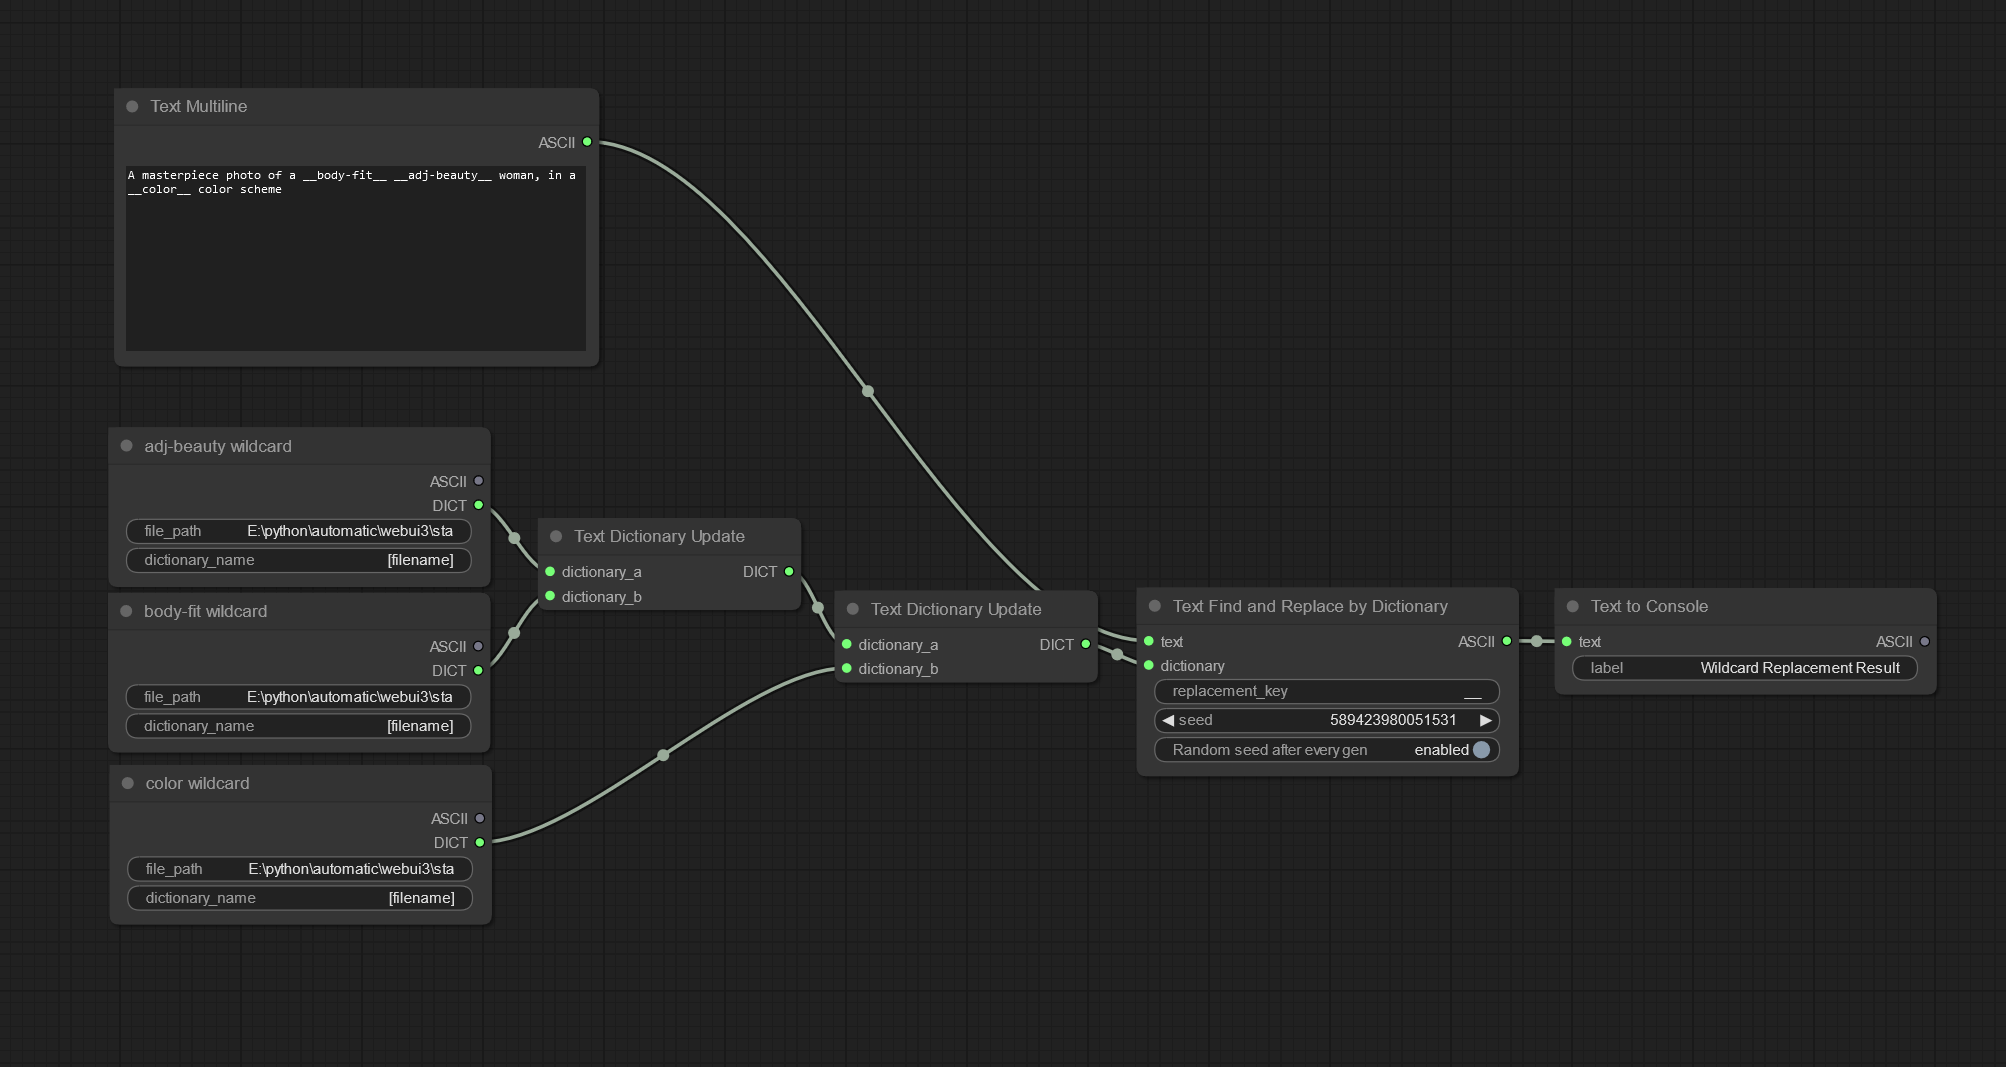 Text Multiline
ASCII
A masterpiece photo of a __body-fit__ __adj-beauty__ woman, in a
__color__ color scheme
adj-beauty wildcard
ASCII
DICT
file_path E:\python\automatic\webui3\sta
dictionary_name [filename]
body-fit wildcard
ASCII
DICT
file_path E:\python\automatic\webui3\sta
dictionary_name [filename]
color wildcard
ASCII
DICT
file_path E:\python\automatic\webui3\sta
dictionary_name [filename]
Text Dictionary Update
dictionary_a DICT
dictionary_b
Text Dictionary Update
dictionary_a DICT
dictionary_b
Text Find and Replace by Dictionary
text ASCII
dictionary
replacement_key __
seed 589423980051531
Random seed after every gen enabled
Text to Console
text ASCII
label Wildcard Replacement Result